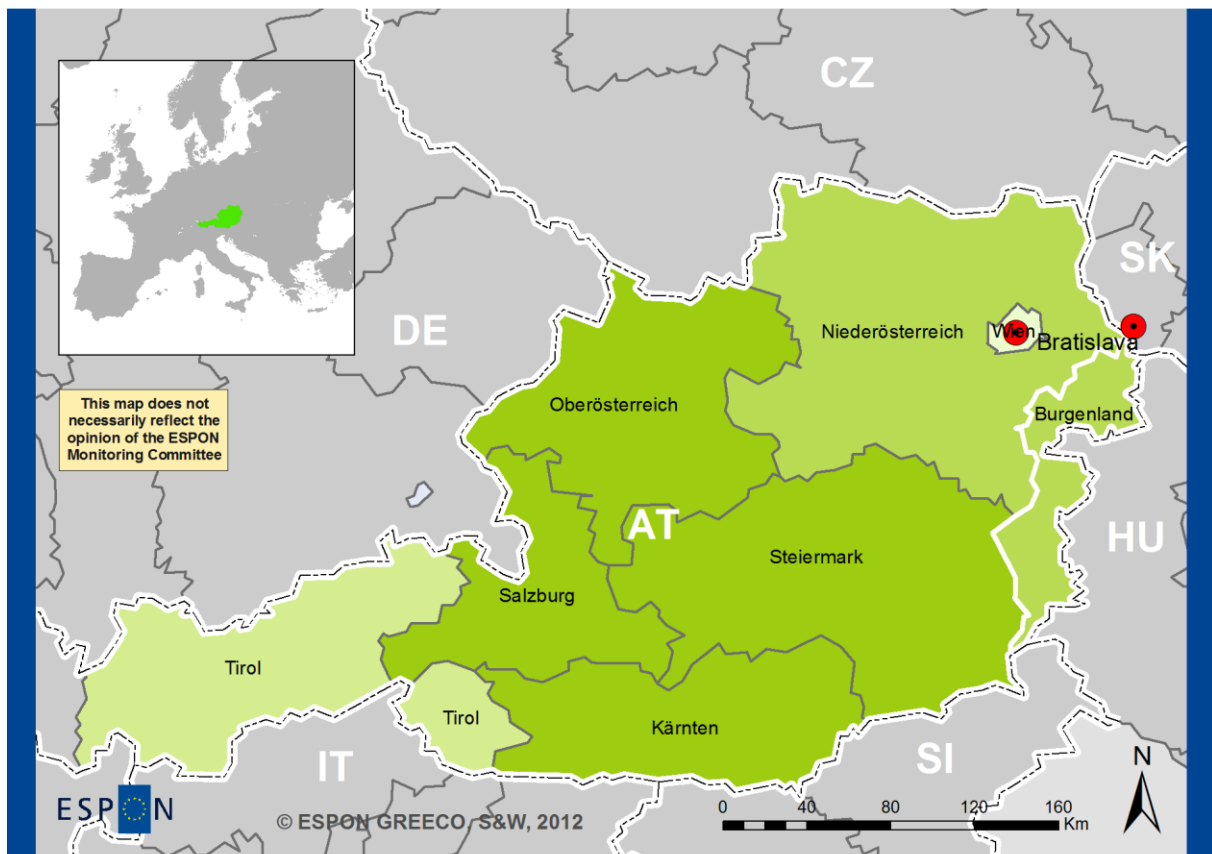 CZ
SK
DE
Niederösterreich
Wien
Bratislava
This map does not
necessarily reflect the
opinion of the ESPON
Monitoring Committee
Oberösterreich
Burgenland
AT
HU
Steiermark
Salzburg
Tirol
Tirol
Kärnten
IT
SI
N
ESPON
© ESPON GREECO, S&W, 2012
0 40 80 120 160
Km